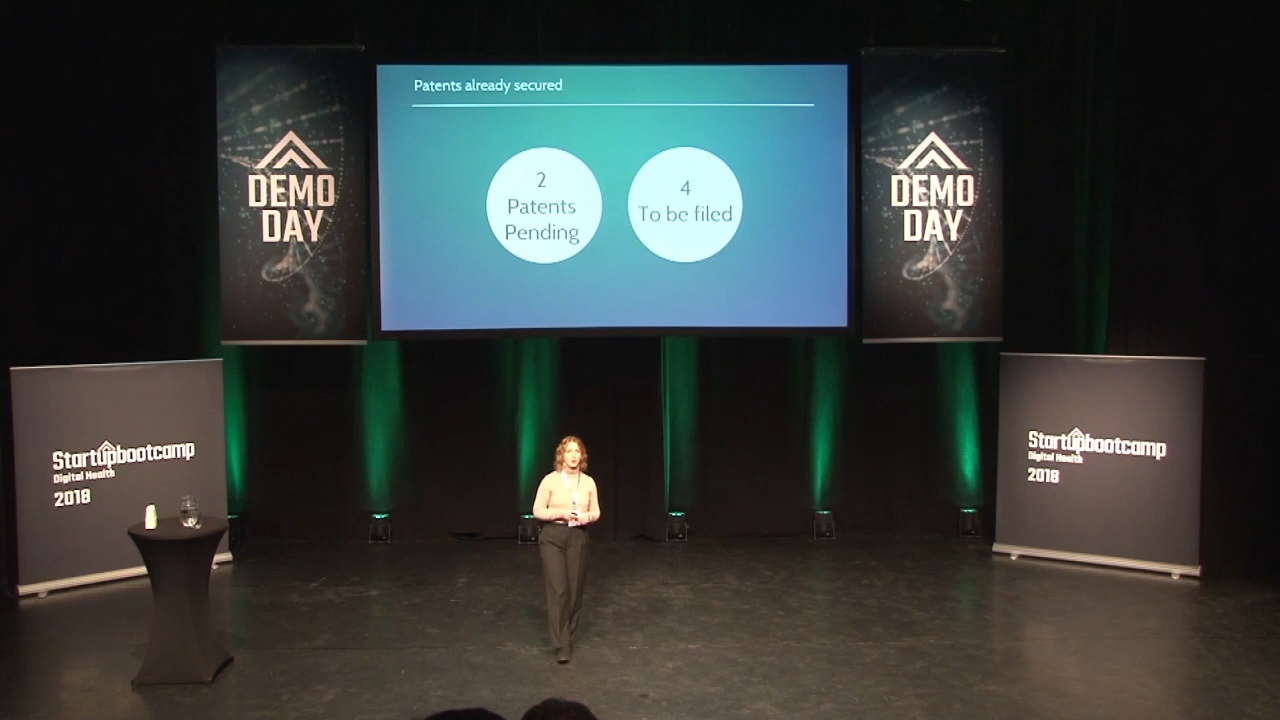 Patents already secured
2
Patents
Pending
4
To be filed
DEMO
DAY
DEMO
DAY
Startupbootcamp
Digital Health
2018
Startupbootcamp
Digital Health
2018